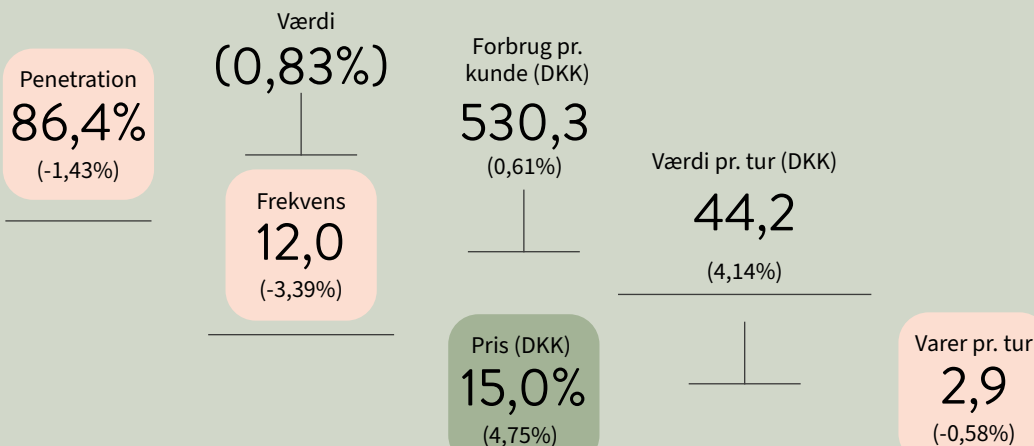 Værdi
(0,83%)
Penetration
86,4%
(-1,43%)
Forbrug pr.
kunde (DKK)
530,3
(0,61%)
Frekvens
12,0
(-3,39%)
Værdi pr. tur (DKK)
44,2
(4,14%)
Pris (DKK)
15,0%
(4,75%)
Varer pr. tur
2,9
(-0,58%)